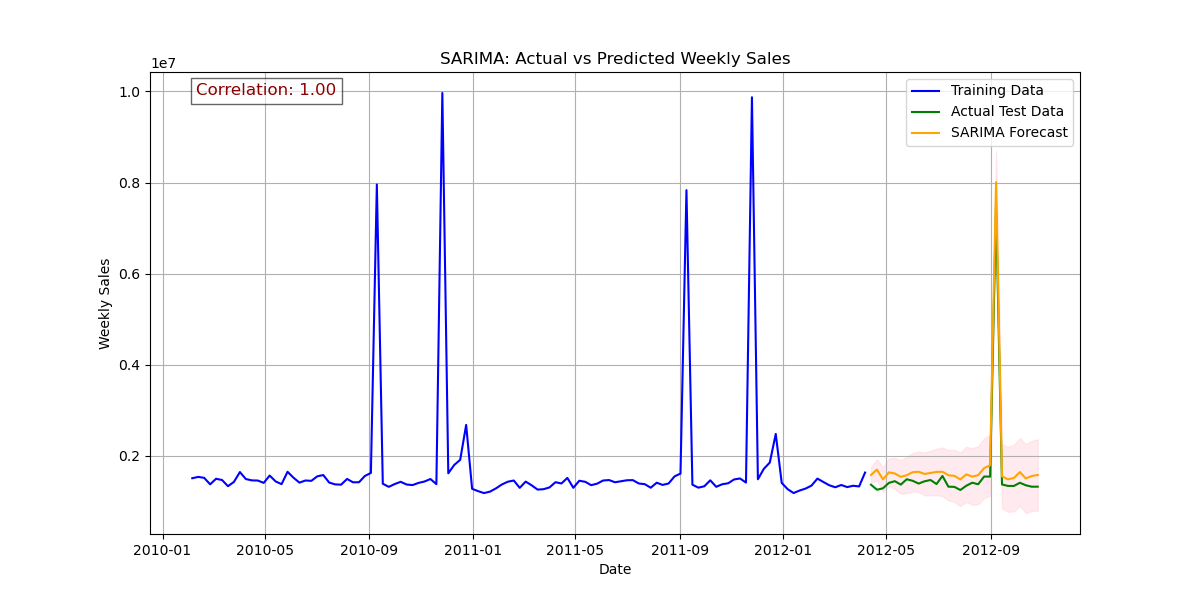 SARIMA: Actual vs Predicted Weekly Sales
1e7
Correlation: 1.00
Training Data
Actual Test Data
SARIMA Forecast
1.0
0.8
0.6
0.4
0.2
Weekly Sales
2010-01 2010-05 2010-09 2011-01 2011-05 2011-09 2012-01 2012-05 2012-09
Date